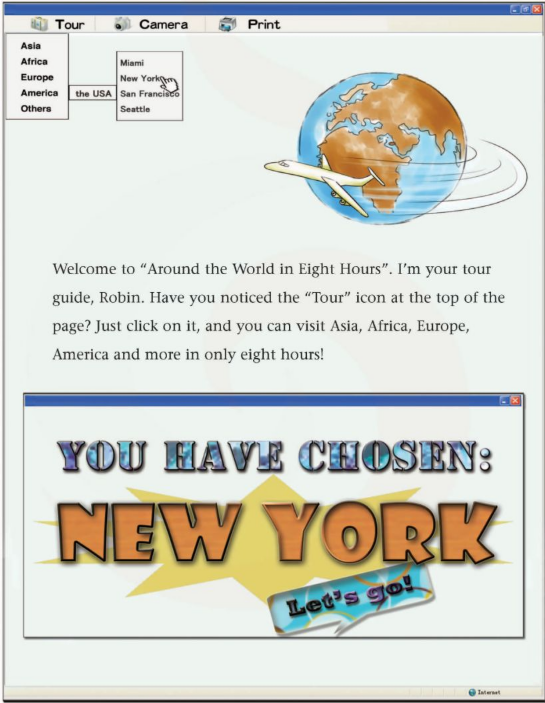 Tour Camera Print
Asia
Africa
Europe
America
Others
the USA
Miami
New York
San Francisco
Seattle
Welcome to “Around the World in Eight Hours”. I’m your tour
guide, Robin. Have you noticed the “Tour” icon at the top of the
page? Just click on it, and you can visit Asia, Africa, Europe,
America and more in only eight hours!
YOU HAVE CHOSEN:
NEW YORK
Let's go!
Internet